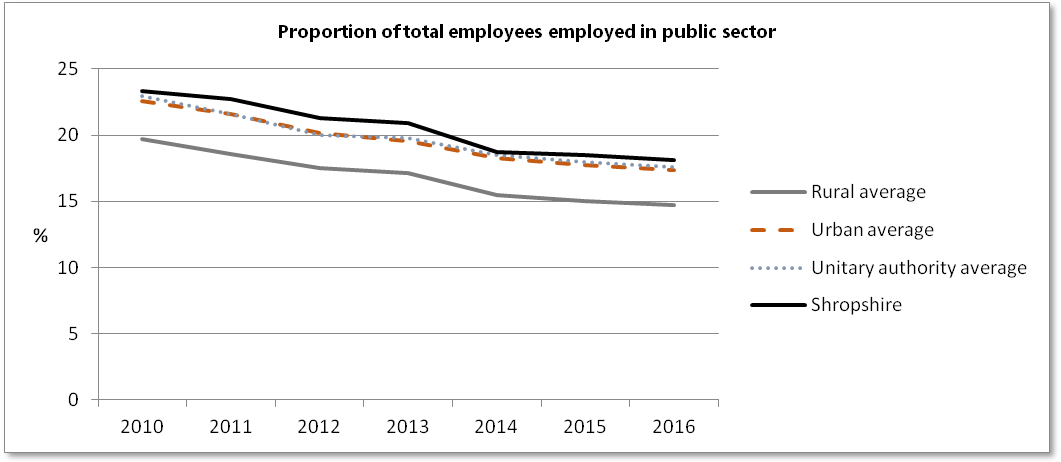 Proportion of total employees employed in public sector
25
20
15
10
5
0
%
2010 2011 2012 2013 2014 2015 2016
Rural average
Urban average
Unitary authority average
Shropshire